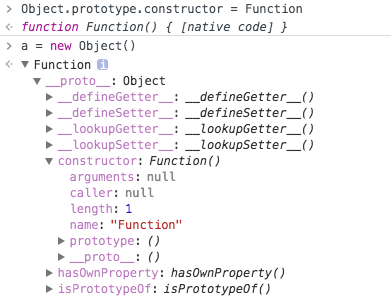 > Object.prototype.constructor = Function
< function Function() { [native code] }
> a = new Object()
< ▼ Function i
▼ __proto__: Object
▶ __defineGetter__: __defineGetter__()
▶ __defineSetter__: __defineSetter__()
▶ __lookupGetter__: __lookupGetter__()
▶ __lookupSetter__: __lookupSetter__()
▼ constructor: Function()
arguments: null
caller: null
length: 1
name: "Function"
▶ prototype: ()
▶ __proto__: ()
▶ hasOwnProperty: hasOwnProperty()
▶ isPrototypeOf: isPrototypeOf()